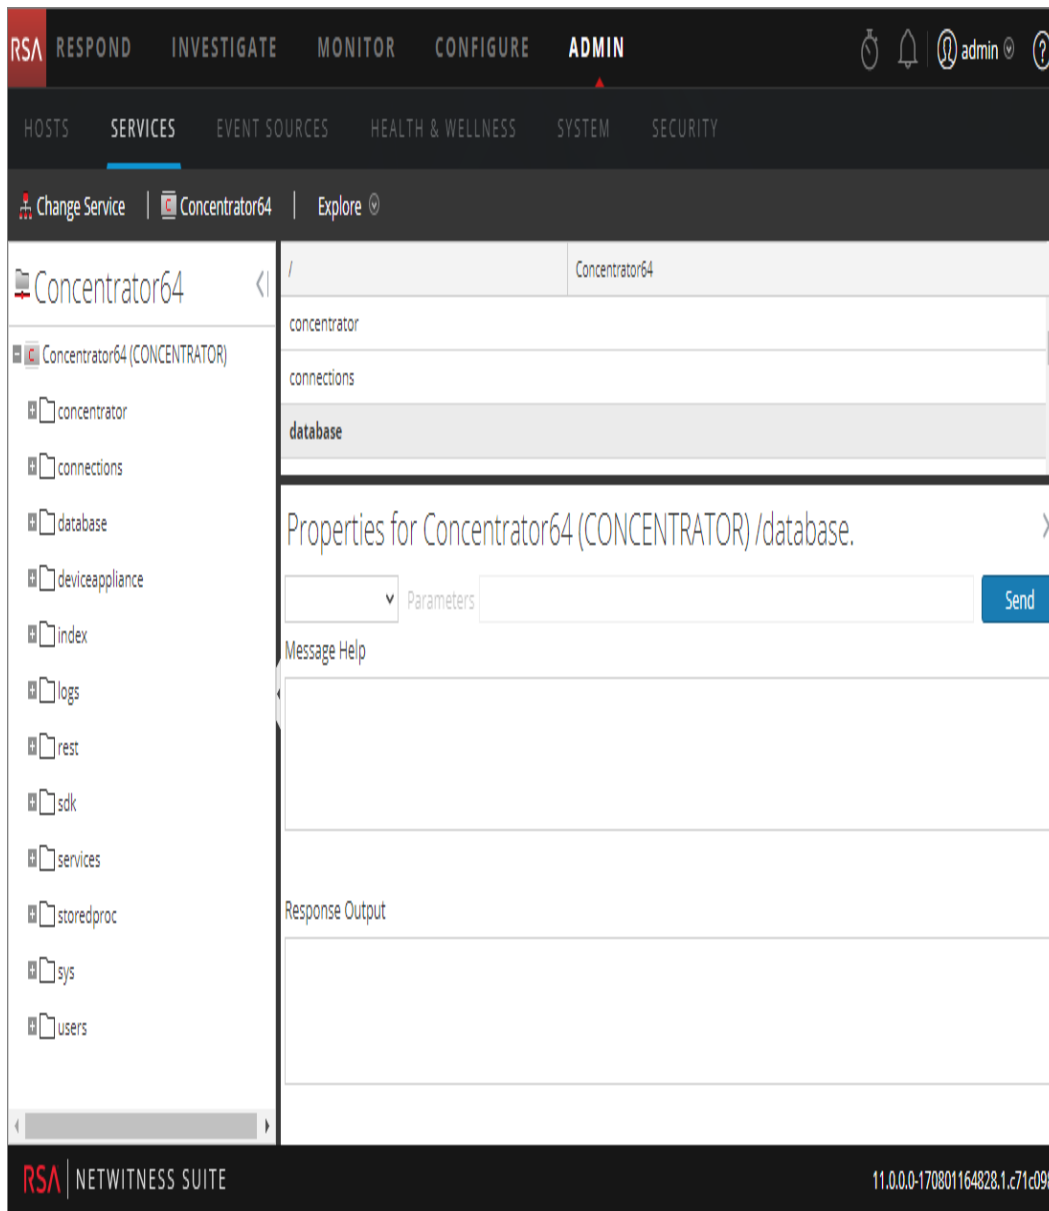 RSA RESPOND INVESTIGATE MONITOR CONFIGURE ADMIN admin
HOSTS SERVICES EVENT SOURCES HEALTH & WELLNESS SYSTEM SECURITY
Change Service | C Concentrator64 | Explore
Concentrator64
C Concentrator64 (CONCENTRATOR)
concentrator
connections
database
deviceappliance
index
logs
rest
sdk
services
storedproc
sys
users
/ Concentrator64
concentrator
connections
database
Properties for Concentrator64 (CONCENTRATOR) /database.
Parameters Send
Message Help
Response Output
RSA | NETWITNESS SUITE
11.0.0.0-170801164828.1.c71c09